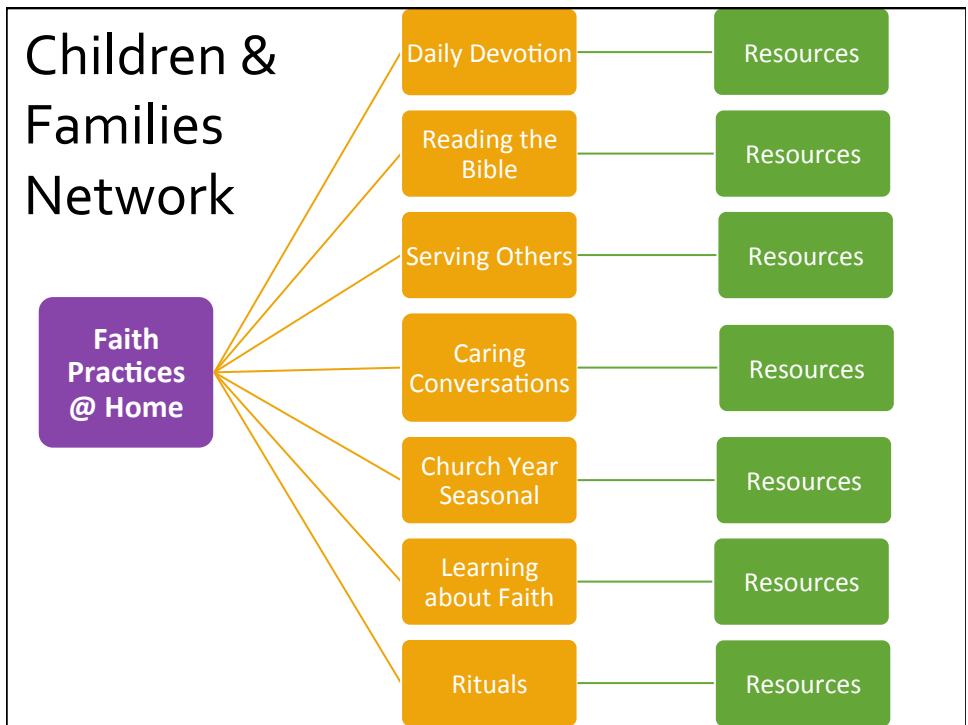 Children &
Families
Network
Faith
Practices
@ Home
Daily Devotion
Resources
Reading the
Bible
Resources
Serving Others
Resources
Caring
Conversations
Resources
Church Year
Seasonal
Resources
Learning
about Faith
Resources
Rituals
Resources